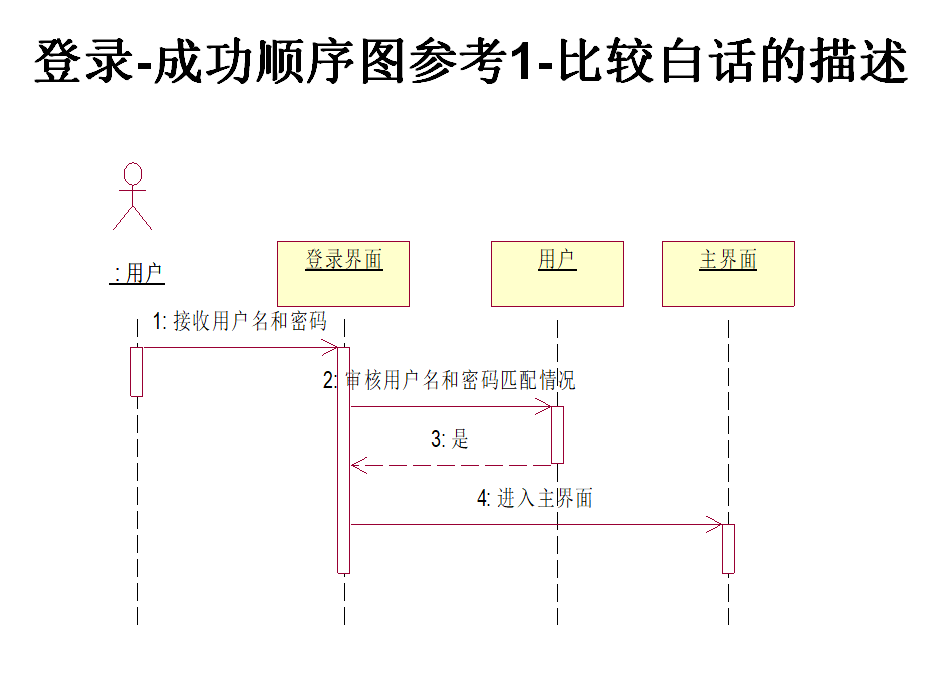 登录-成功顺序图参考1-比较白话的描述
: 用户
登录界面
用户
主界面
1: 接收用户名和密码
2: 审核用户名和密码匹配情况
3: 是
4: 进入主界面